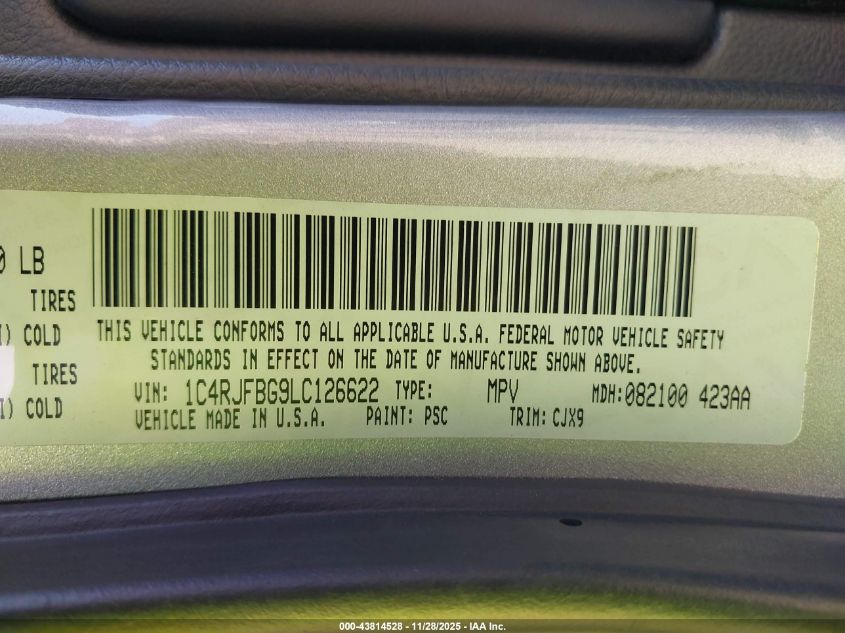 0 LB
TIRES
I) COLD
TIRES
I) COLD
THIS VEHICLE CONFORMS TO ALL APPLICABLE U.S.A. FEDERAL MOTOR VEHICLE SAFETY
STANDARDS IN EFFECT ON THE DATE OF MANUFACTURE SHOWN ABOVE.
VIN: 1C4RJFBG9LC126622 TYPE: MPV MDH:082100 423AA
VEHICLE MADE IN U.S.A. PAINT: PSC TRIM: CJX9
000-43814528 - 11/28/2025 - IAA Inc.